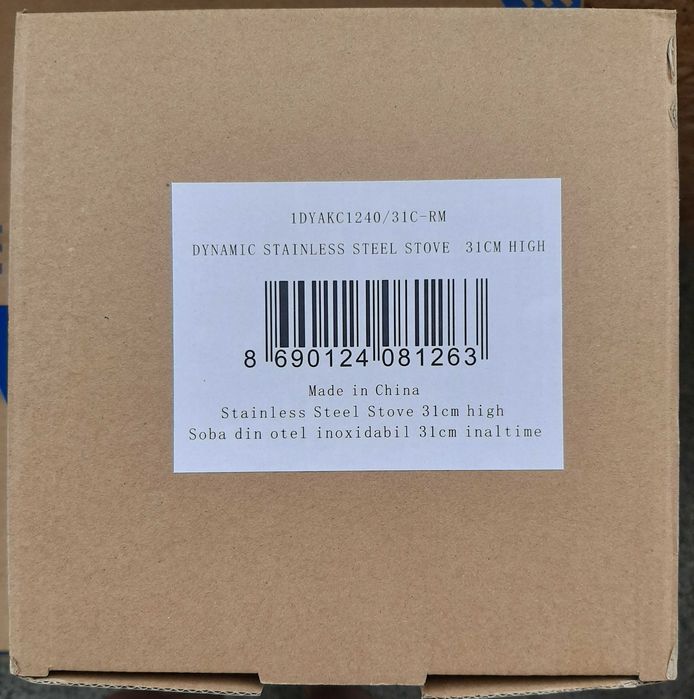 1DYAKC1240/31C-RM
DYNAMIC STAINLESS STEEL STOVE 31CM HIGH
8 690124 081263
Made in China
Stainless Steel Stove 31cm high
Soba din otel inoxidabil 31cm inaltime